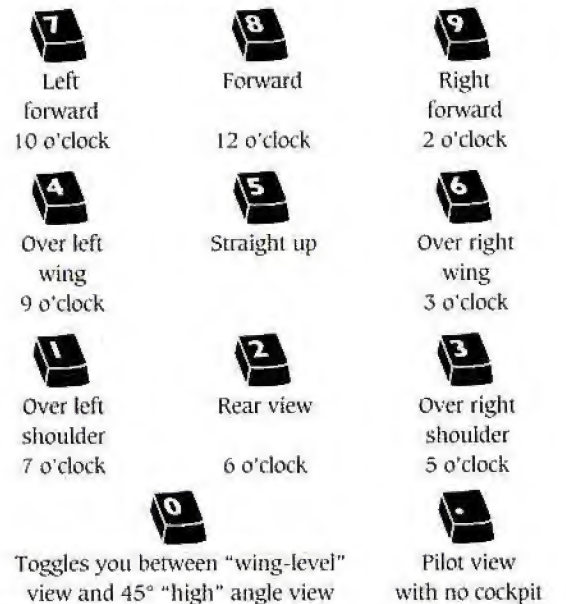 7 8 9
Left Forward Right
forward forward
10 o'clock 12 o'clock 2 o'clock
4 5 6
Over left Straight up Over right
wing wing
9 o'clock 3 o'clock
1 2 3
Over left Rear view Over right
shoulder shoulder
7 o'clock 6 o'clock 5 o'clock
0 .
Toggles you between "wing-level" Pilot view
view and 45° "high" angle view with no cockpit